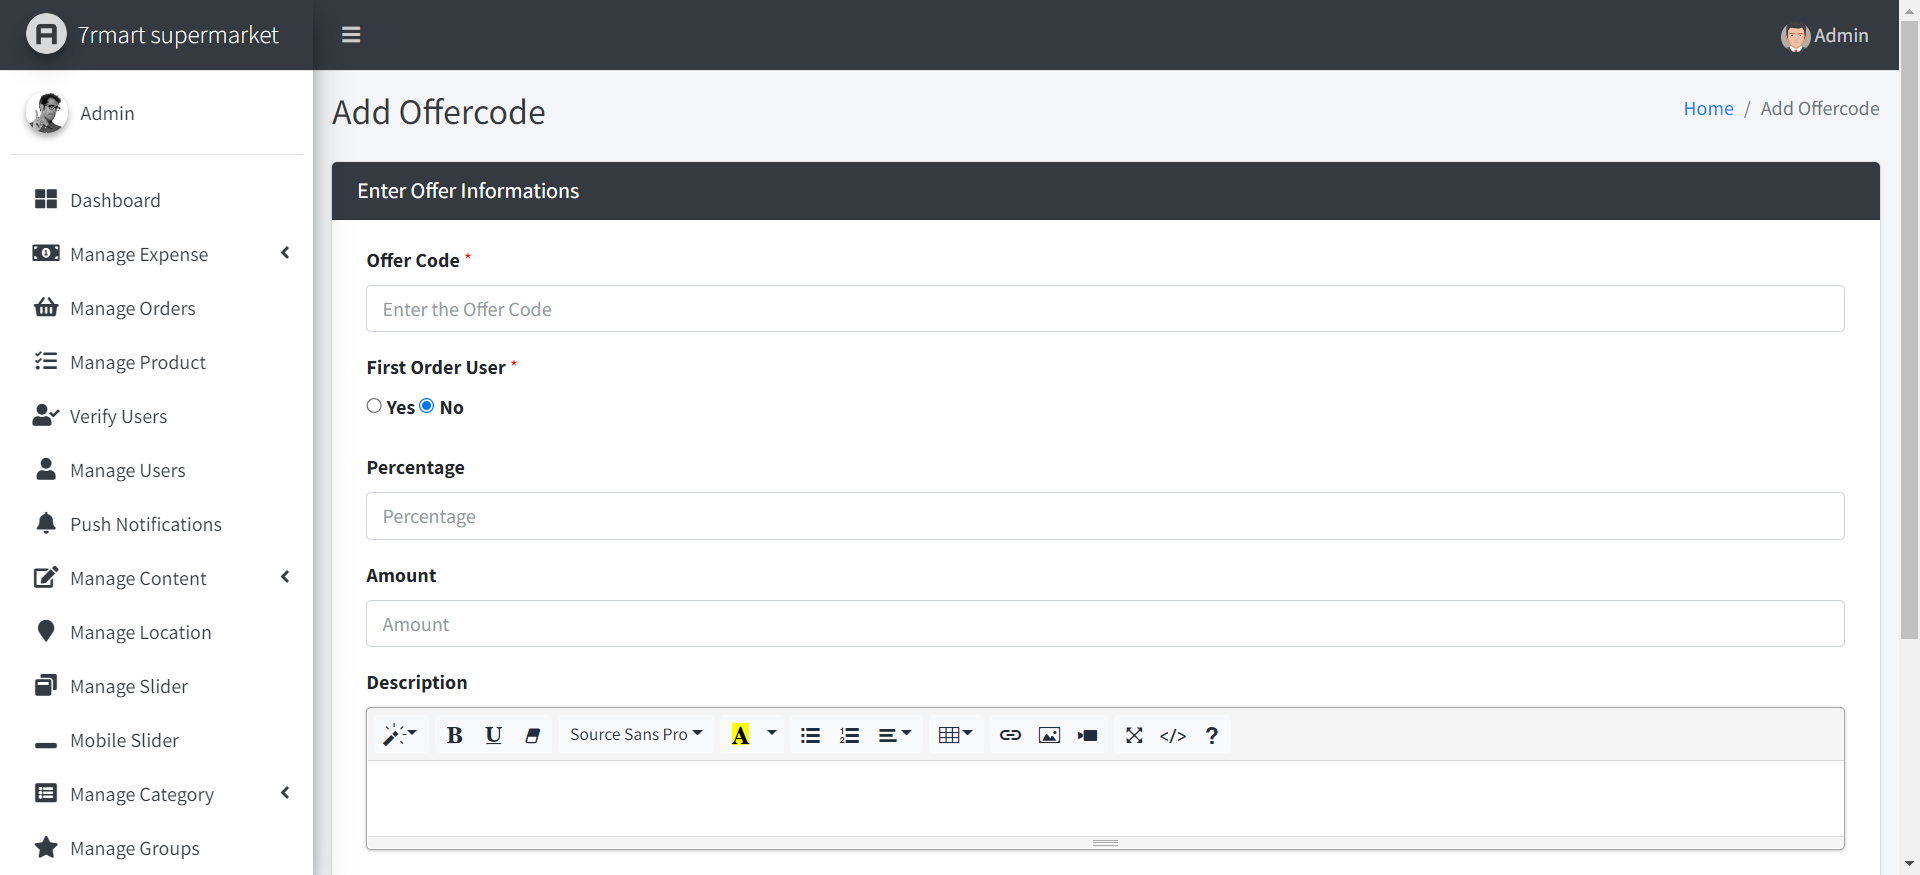 7rmart supermarket
Admin
Admin
Dashboard
Manage Expense
Manage Orders
Manage Product
Verify Users
Manage Users
Push Notifications
Manage Content
Manage Location
Manage Slider
Mobile Slider
Manage Category
Manage Groups
Add Offercode
Home / Add Offercode
Enter Offer Informations
Offer Code *
Enter the Offer Code
First Order User *
Yes No
Percentage
Percentage
Amount
Amount
Description
B U Source Sans Pro A </> ?